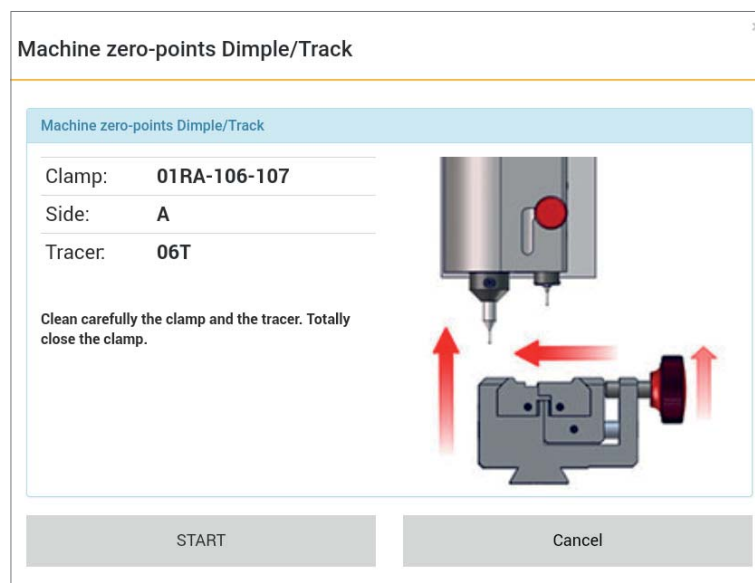 Machine zero-points Dimple/Track
Machine zero-points Dimple/Track
Clamp: 01RA-106-107
Side: A
Tracer: 06T
Clean carefully the clamp and the tracer. Totally
close the clamp.
START
Cancel